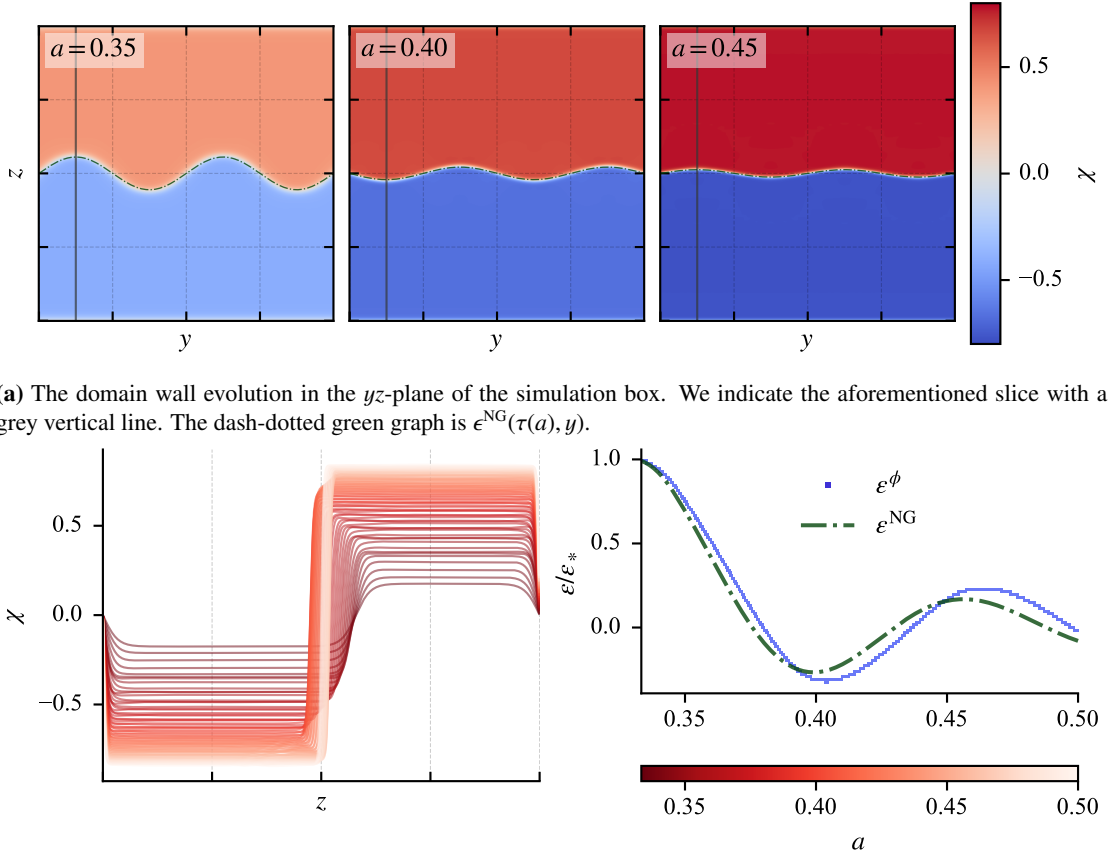 a = 0.35
a = 0.40
a = 0.45
z
y
y
y
0.5
0.0
−0.5
χ
(a) The domain wall evolution in the yz-plane of the simulation box. We indicate the aforementioned slice with a
grey vertical line. The dash-dotted green graph is ϵ^NG(τ(a), y).
0.5
0.0
−0.5
χ
z
1.0
0.5
0.0
ε/ε_*
ε^ϕ
ε^NG
0.35
0.40
0.45
0.50
0.35
0.40
0.45
0.50
a